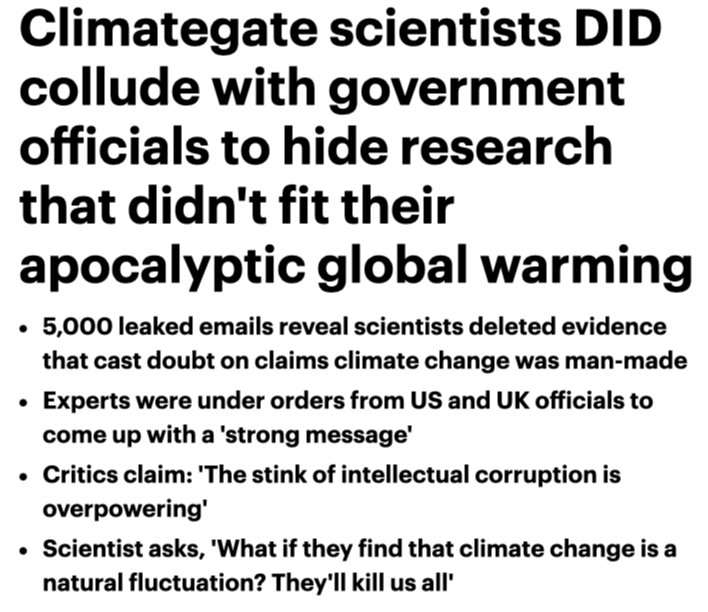 Climategate scientists DID
collude with government
officials to hide research
that didn't fit their
apocalyptic global warming
• 5,000 leaked emails reveal scientists deleted evidence
that cast doubt on claims climate change was man-made
• Experts were under orders from US and UK officials to
come up with a 'strong message'
• Critics claim: 'The stink of intellectual corruption is
overpowering'
• Scientist asks, 'What if they find that climate change is a
natural fluctuation? They'll kill us all'